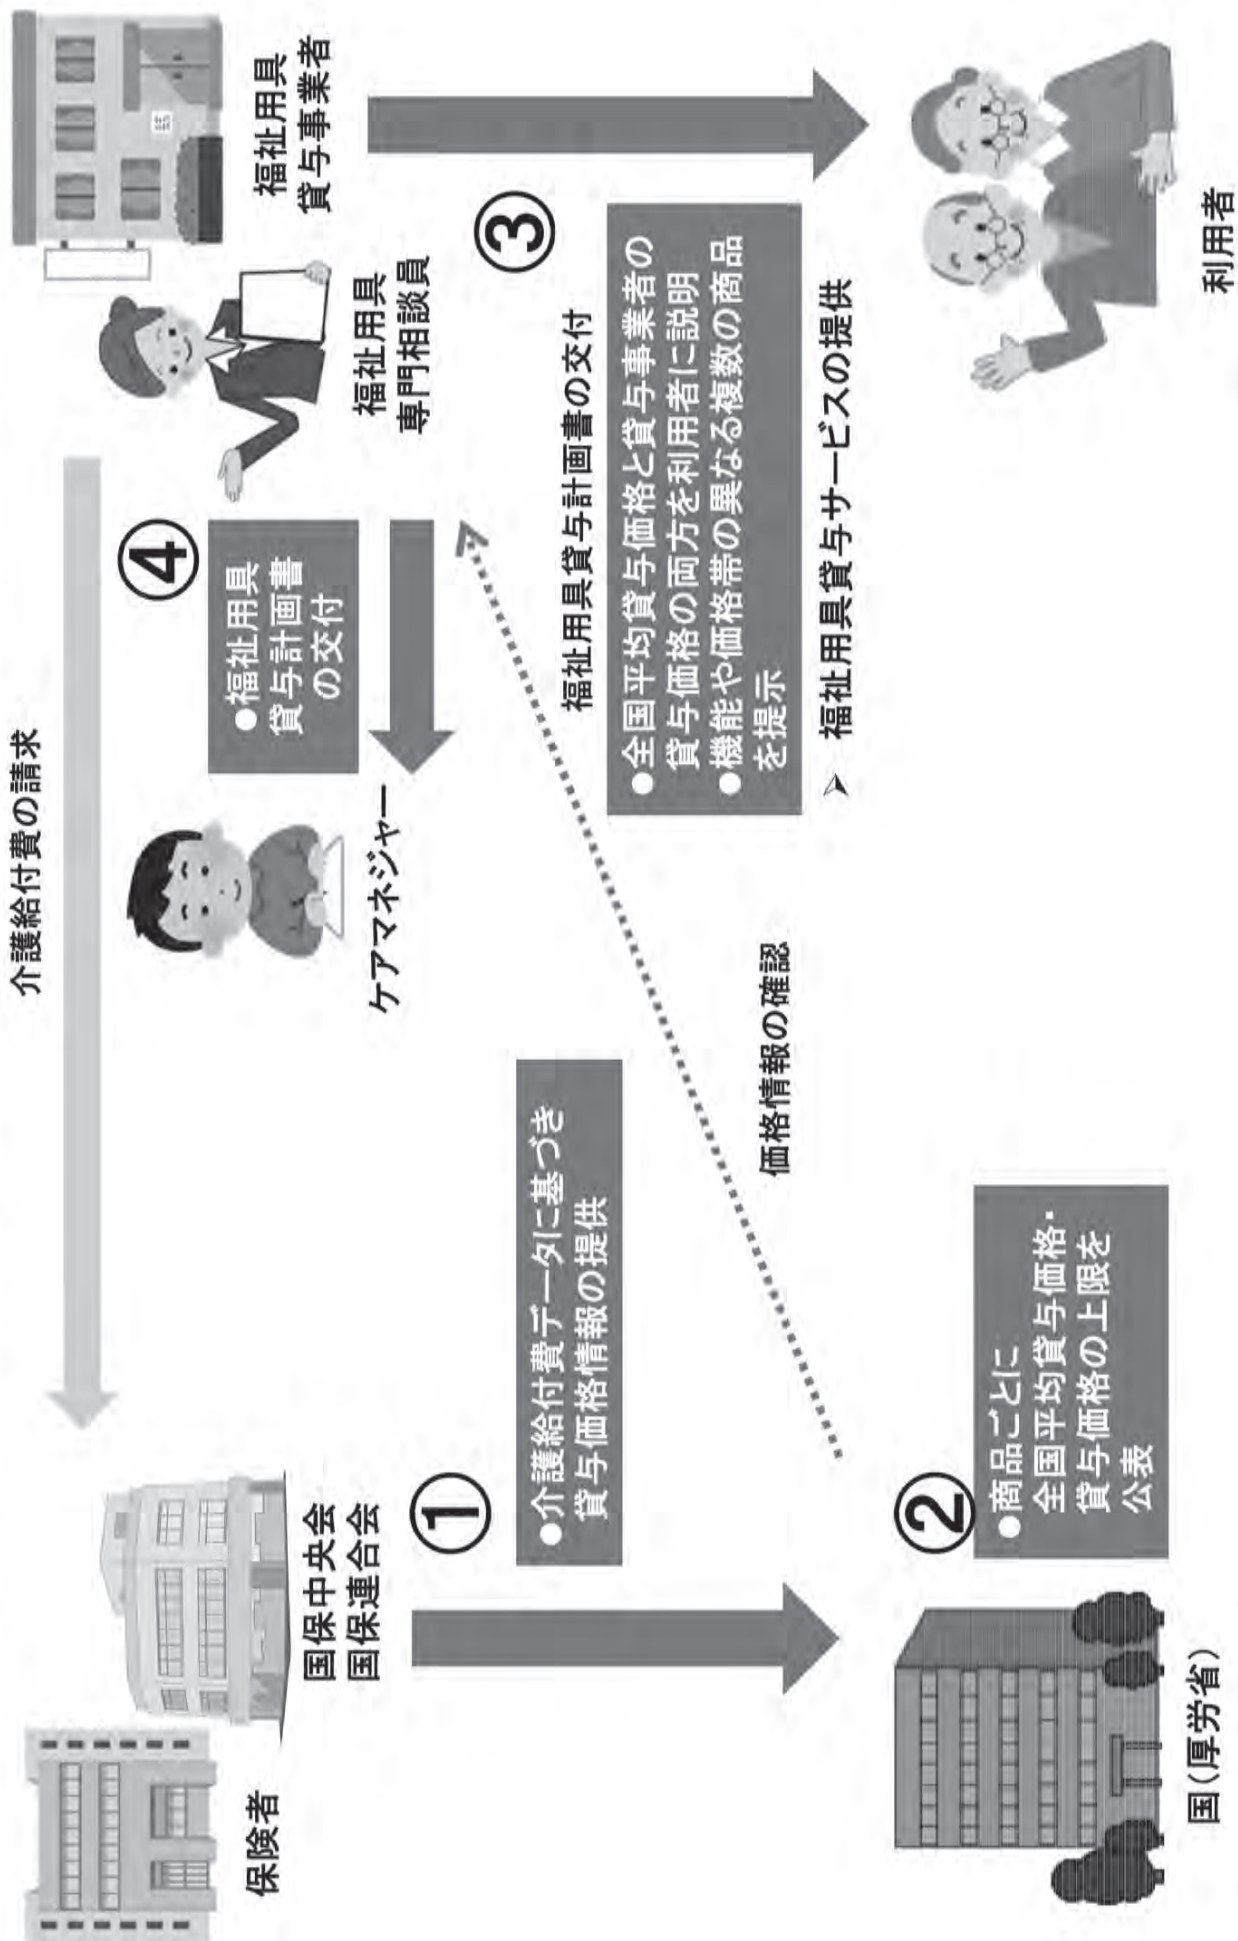 介護給付費の請求
保険者
国保中央会
国保連合会
①
●介護給付費データに基づき
貸与価格情報の提供
国(厚労省)
②
●商品ごとに
全国平均貸与価格・
貸与価格の上限を
公表
価格情報の確認
ケアマネジャー
④
●福祉用具
貸与計画書
の交付
福祉用具
専門相談員
福祉用具
貸与事業者
③
福祉用具貸与計画書の交付
●全国平均貸与価格と貸与事業者の
貸与価格の両方を利用者に説明
●機能や価格帯の異なる複数の商品
を提示
➢ 福祉用具貸与サービスの提供
利用者